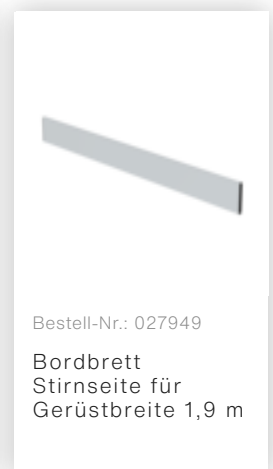 Bestell-Nr.: 027949
Bordbrett
Stirnseite für
Gerüstbreite 1,9 m